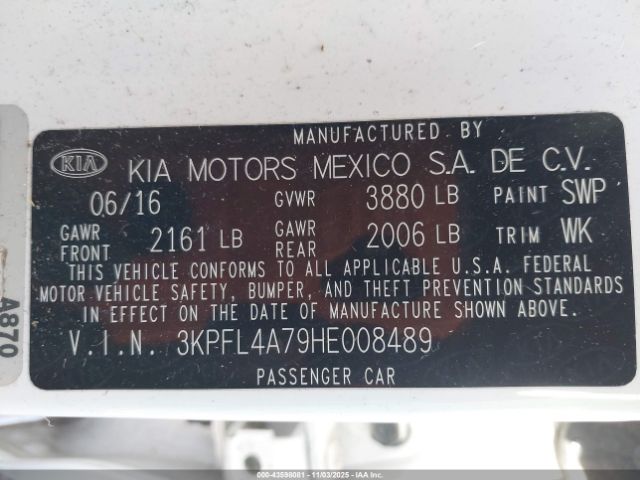 MANUFACTURED BY
KIA KIA MOTORS MEXICO S.A. DE C.V.
06/16 GVWR 3880 LB PAINT SWP
GAWR FRONT 2161 LB GAWR REAR 2006 LB TRIM WK
THIS VEHICLE CONFORMS TO ALL APPLICABLE U.S.A. FEDERAL
MOTOR VEHICLE SAFETY, BUMPER, AND THEFT PREVENTION STANDARDS
IN EFFECT ON THE DATE OF MANUFACTURE SHOWN ABOVE.
V.I.N. 3KPFL4A79HE008489
PASSENGER CAR
A870
000-43598081 - 11/03/2025 - IAA Inc.